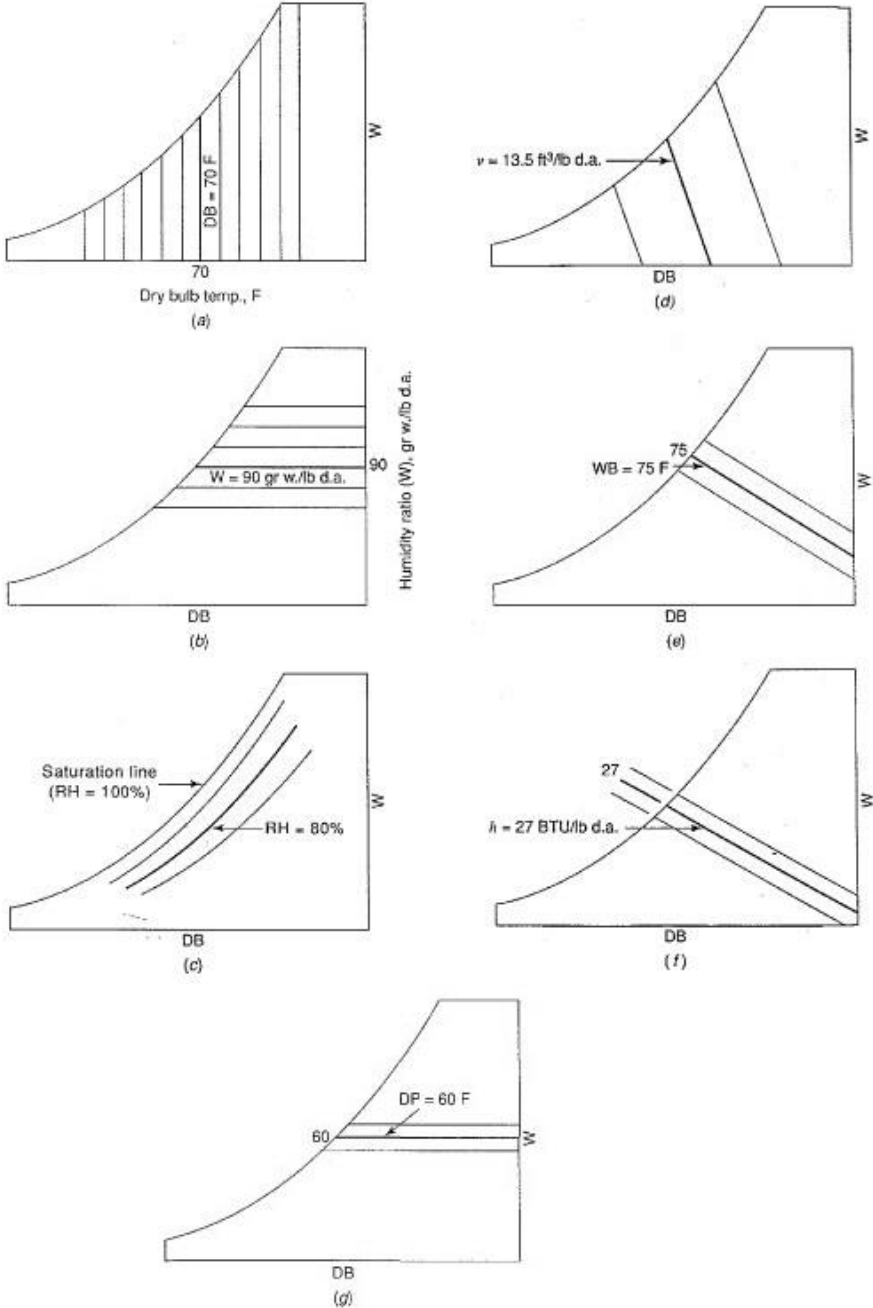 DB = 70 F
W
70
Dry bulb temp., F
(a)
W = 90 gr w./lb d.a.
90
Humidity ratio (W), gr w./lb d.a.
DB
(b)
Saturation line
(RH = 100%)
RH = 80%
W
DB
(c)
v = 13.5 ft³/lb d.a.
W
DB
(d)
75
WB = 75 F
W
DB
(e)
27
h = 27 BTU/lb d.a.
W
DB
(f)
DP = 60 F
60
W
DB
(g)